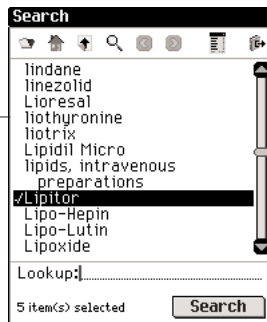 Search
lindane
linezolid
Lioresal
liothyronine
liotrix
Lipidil Micro
lipids, intravenous
preparations
✓Lipitor
Lipo-Hepin
Lipo-Lutin
Lipoxide
Lookup:
5 item(s) selected
Search